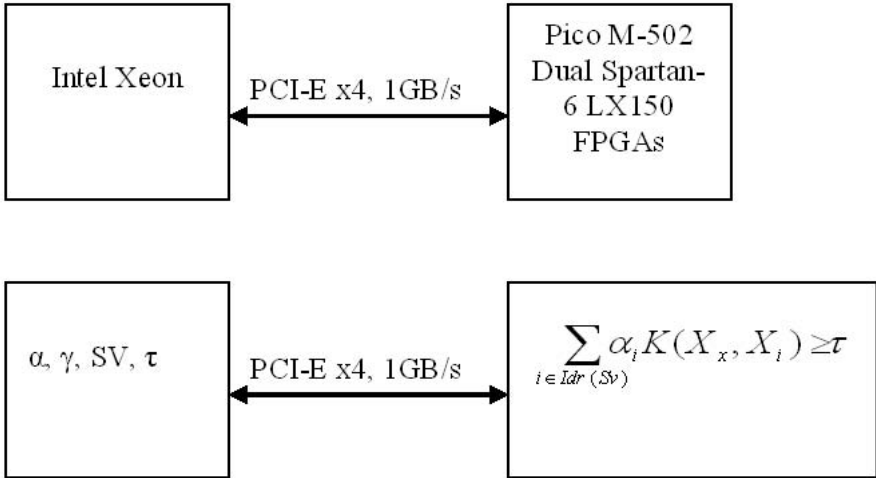 Intel Xeon
PCI-E x4, 1GB/s
Pico M-502
Dual Spartan-
6 LX150
FPGAs
α, γ, SV, τ
PCI-E x4, 1GB/s
∑ α_i K(X_x, X_i) ≥ τ
i ∈ Idr (Sv)